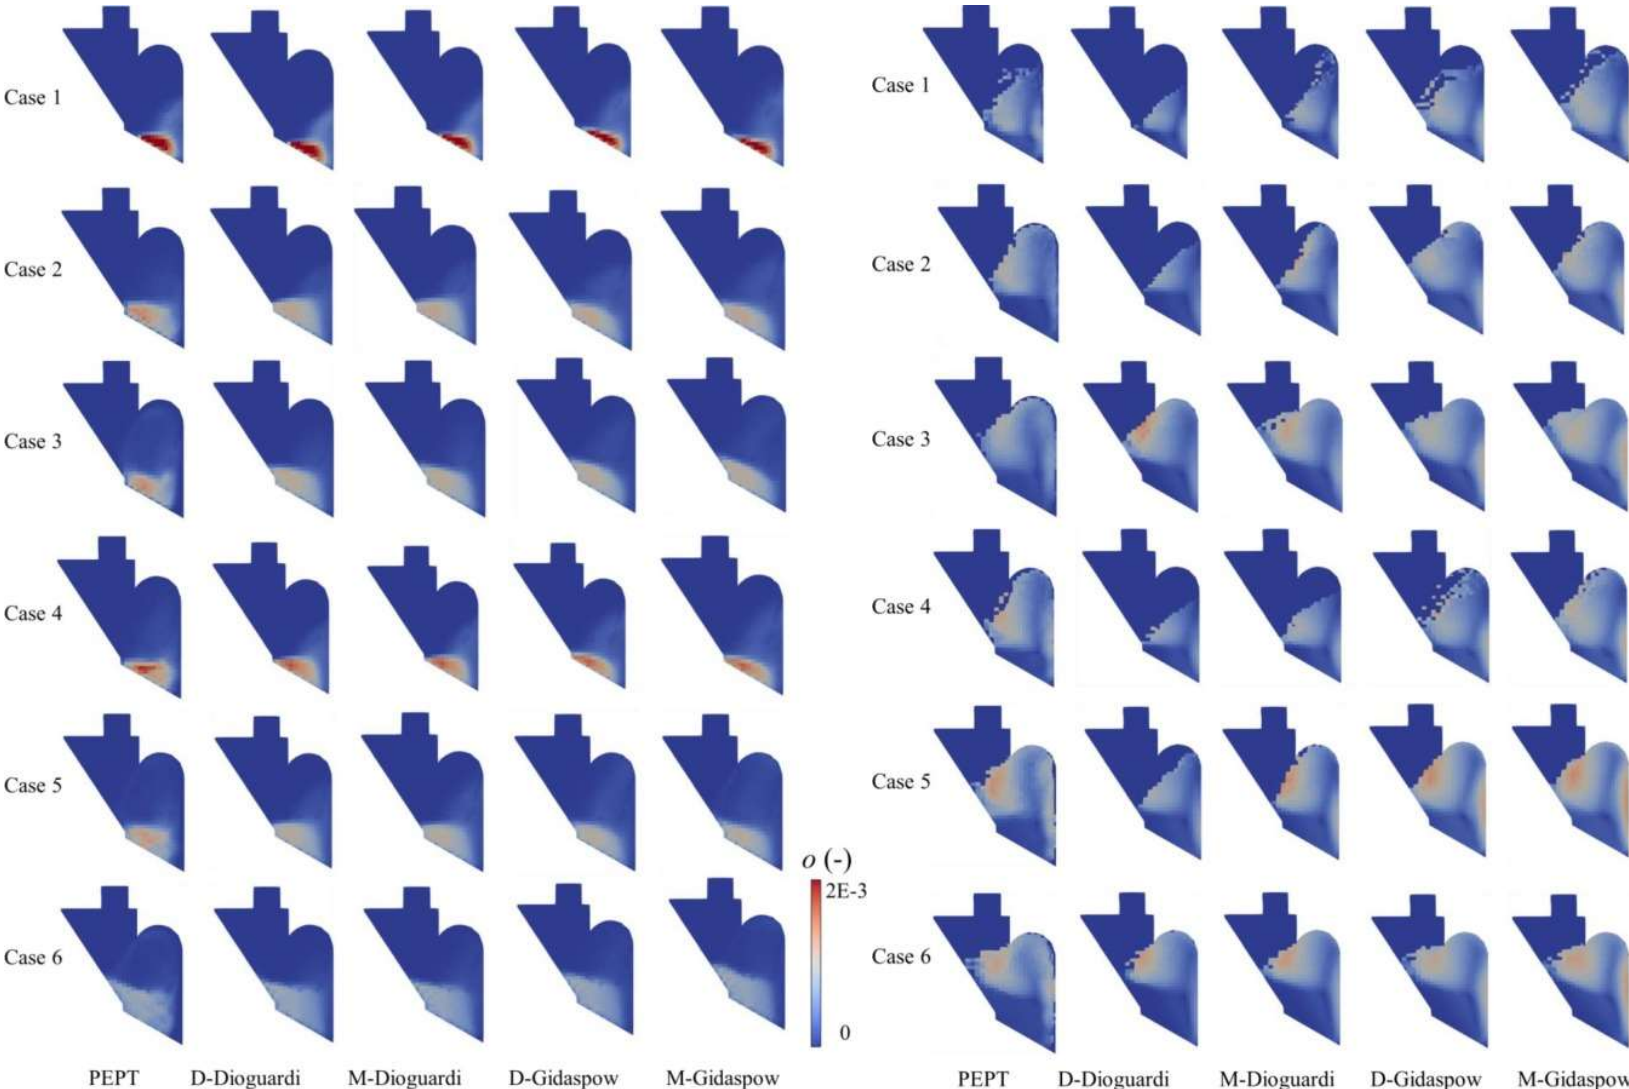 Case 1
Case 2
Case 3
Case 4
Case 5
Case 6
PEPT D-Dioguardi M-Dioguardi D-Gidaspow M-Gidaspow
o (-)
2E-3
0
Case 1
Case 2
Case 3
Case 4
Case 5
Case 6
PEPT D-Dioguardi M-Dioguardi D-Gidaspow M-Gidaspow